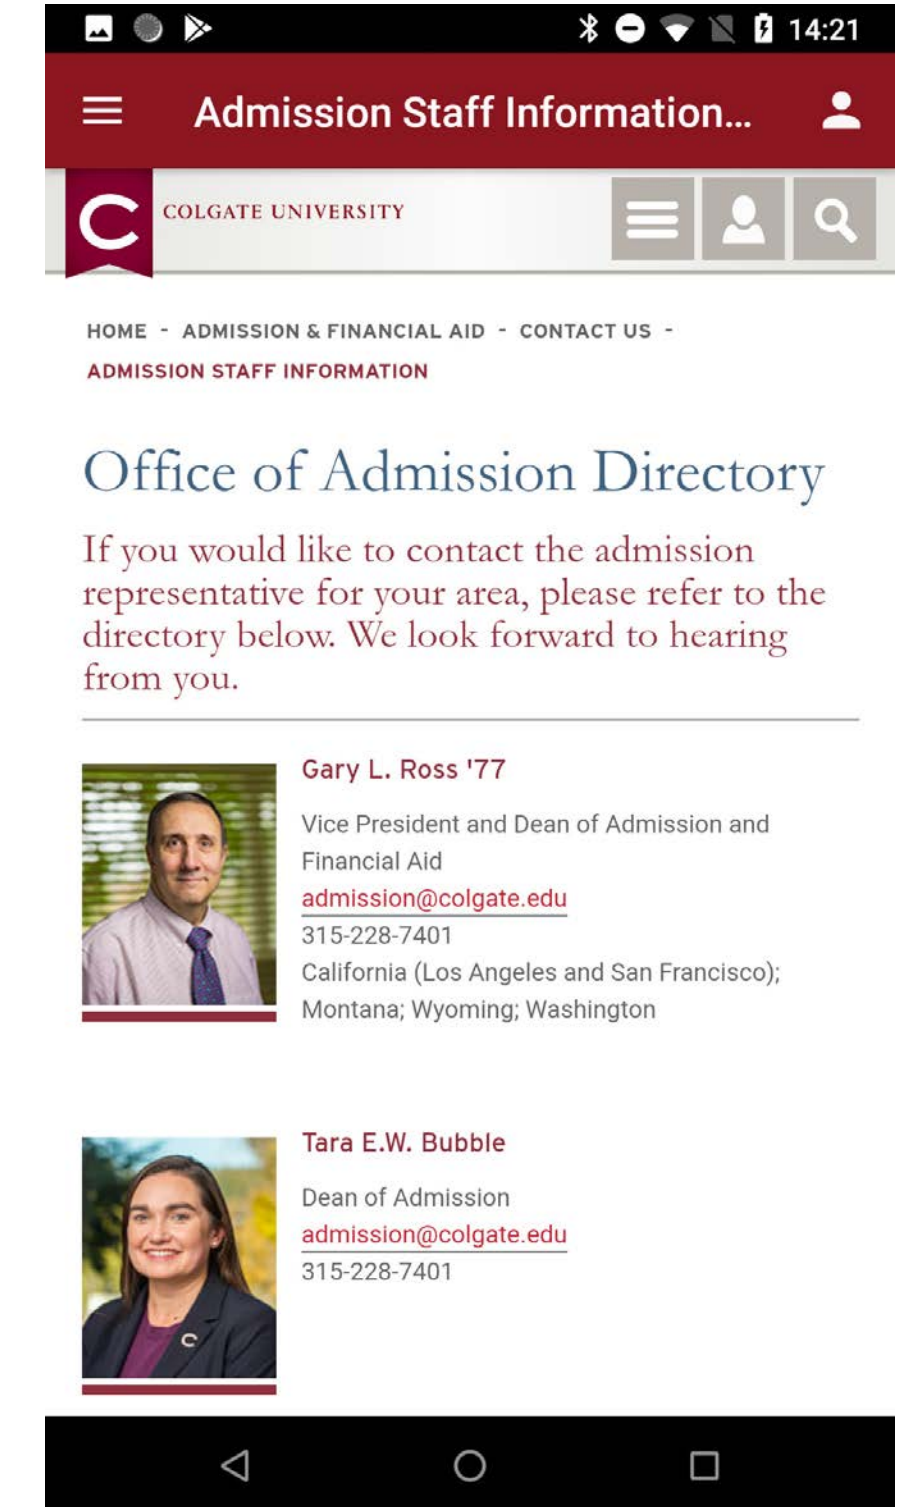 14:21
Admission Staff Information...
C COLGATE UNIVERSITY
HOME - ADMISSION & FINANCIAL AID - CONTACT US -
ADMISSION STAFF INFORMATION
Office of Admission Directory
If you would like to contact the admission
representative for your area, please refer to the
directory below. We look forward to hearing
from you.
Gary L. Ross '77
Vice President and Dean of Admission and
Financial Aid
admission@colgate.edu
315-228-7401
California (Los Angeles and San Francisco);
Montana; Wyoming; Washington
Tara E.W. Bubble
Dean of Admission
admission@colgate.edu
315-228-7401
C